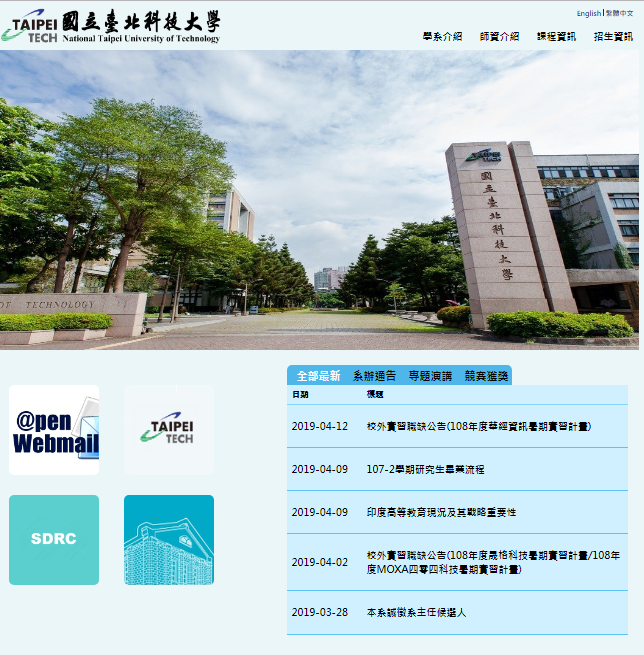 TAIPEI
TECH
國立臺北科技大學
National Taipei University of Technology
English | 繁體中文
學系介紹 師資介紹 課程資訊 招生資訊
TAIPEI
TECH
國立臺北科技大學
OF TECHNOLOGY
@pen
Webmail
TAIPEI
TECH
SDRC
全部最新 系辦通告 專題演講 競賽獲獎
日期 標題
2019-04-12 校外實習職缺公告(108年度華經資訊暑期實習計畫)
2019-04-09 107-2學期研究生畢業流程
2019-04-09 印度高等教育現況及其戰略重要性
2019-04-02 校外實習職缺公告(108年度晟格科技暑期實習計畫/108年
度MOXA四零四科技暑期實習計畫)
2019-03-28 本系誠徵系主任候選人